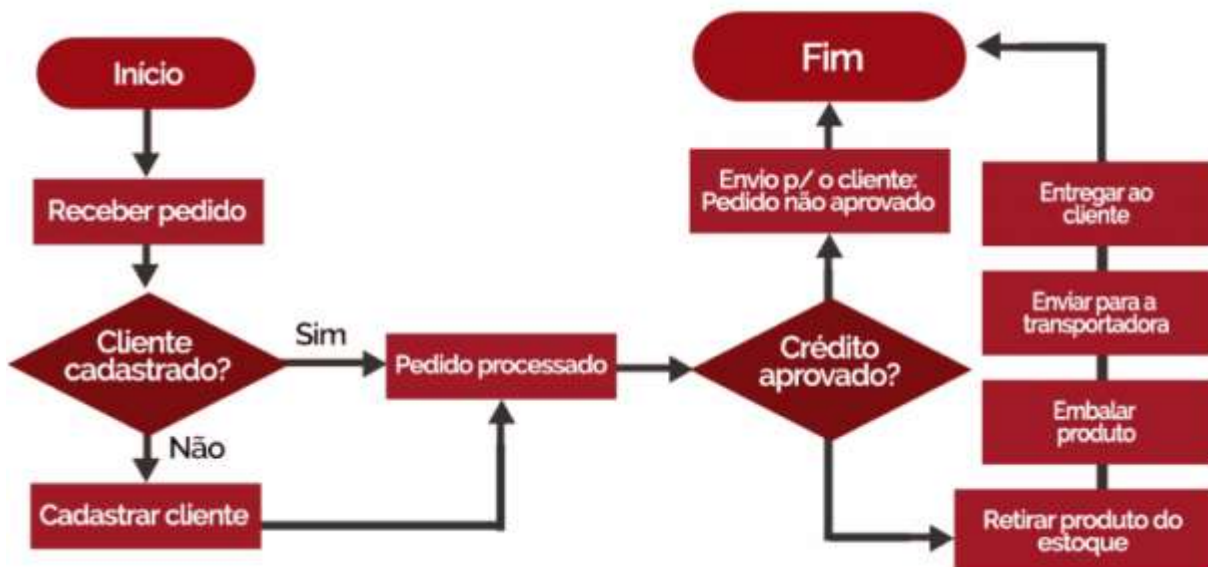 Início
Receber pedido
Cliente
cadastrado?
Sim
Não
Cadastrar cliente
Pedido processado
Crédito
aprovado?
Envio p/ o cliente:
Pedido não aprovado
Fim
Retirar produto do
estoque
Embalar
produto
Enviar para a
transportadora
Entregar ao
cliente